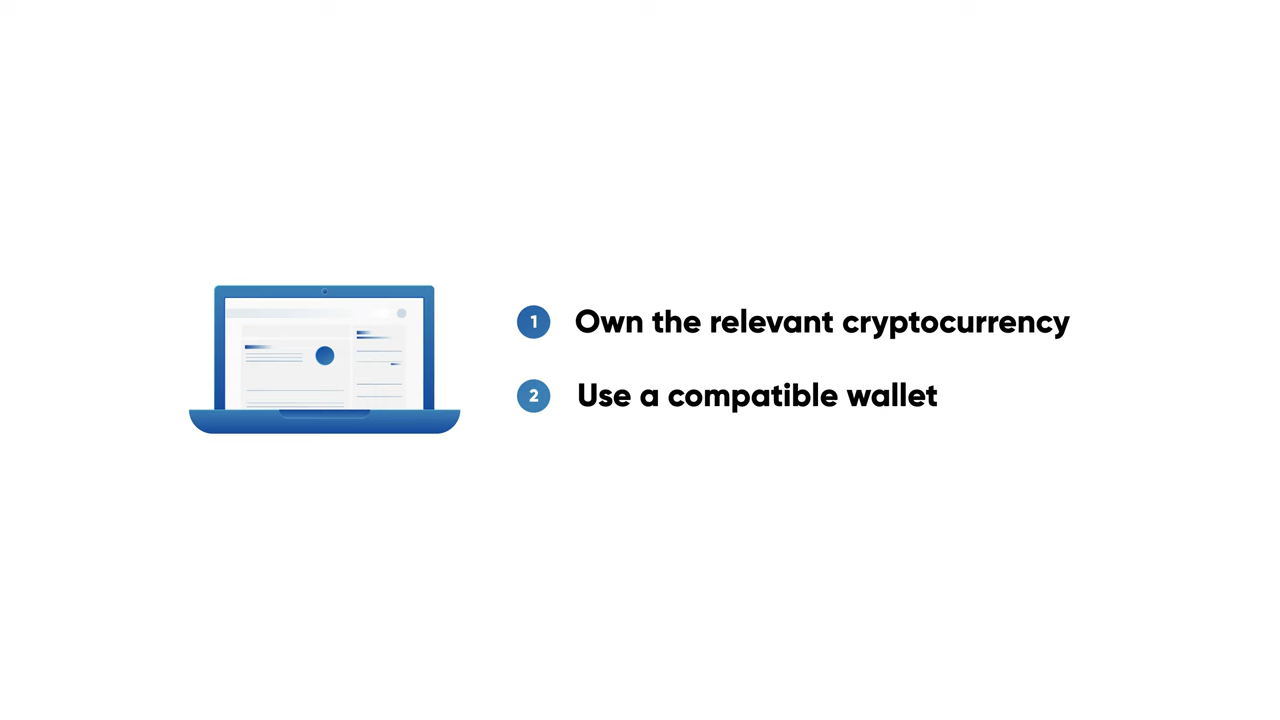 1 Own the relevant cryptocurrency
2 Use a compatible wallet